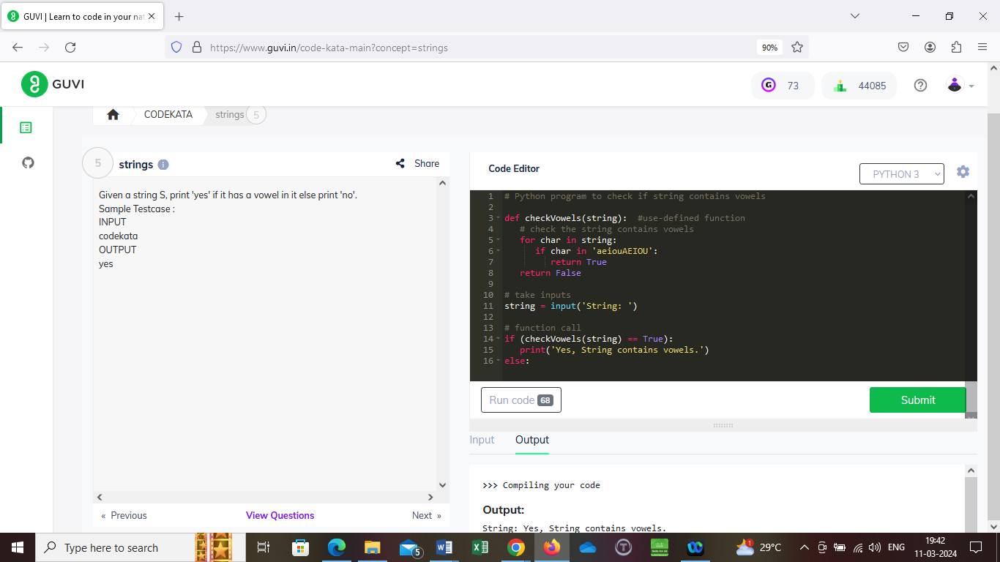 GUVI | Learn to code in your nat
https://www.guvi.in/code-kata-main?concept=strings
90%
GUVI
73
44085
CODEKATA
strings
5
5
strings
Share
Given a string S, print 'yes' if it has a vowel in it else print 'no'.
Sample Testcase :
INPUT
codekata
OUTPUT
yes
« Previous
View Questions
Next »
Code Editor
PYTHON 3
1 # Python program to check if string contains vowels
2
3 def checkVowels(string):  #use-defined function
4    # check the string contains vowels
5    for char in string:
6       if char in 'aeiouAEIOU':
7          return True
8    return False
9
10 # take inputs
11 string = input('String: ')
12
13 # function call
14 if (checkVowels(string) == True):
15    print('Yes, String contains vowels.')
16 else:
Run code 68
Submit
Input
Output
>>> Compiling your code
Output:
String: Yes, String contains vowels.
Type here to search
5
1
29°C
ENG
19:42
11-03-2024